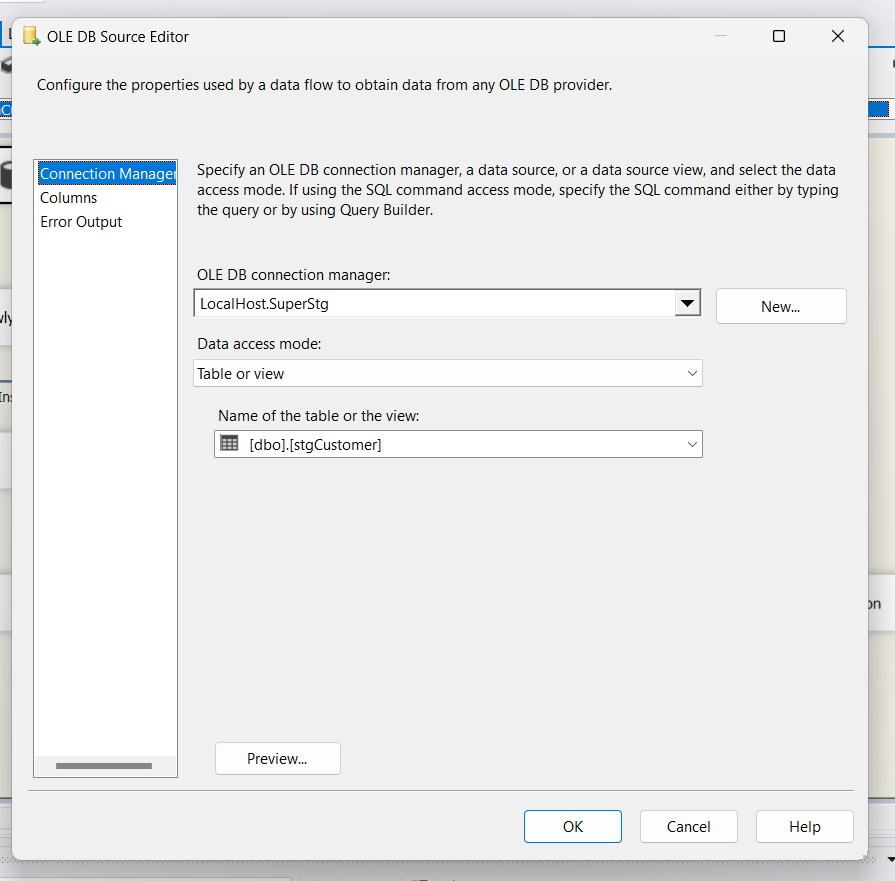 OLE DB Source Editor
Configure the properties used by a data flow to obtain data from any OLE DB provider.
Connection Manager
Columns
Error Output
Specify an OLE DB connection manager, a data source, or a data source view, and select the data
access mode. If using the SQL command access mode, specify the SQL command either by typing
the query or by using Query Builder.
OLE DB connection manager:
LocalHost.SuperStg
New...
Data access mode:
Table or view
Name of the table or the view:
[dbo].[stgCustomer]
Preview...
OK
Cancel
Help